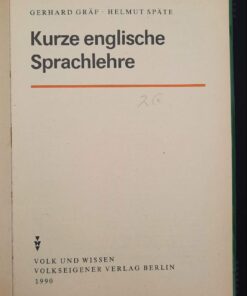 GERHARD GRÄF · HELMUT SPÄTE
Kurze englische
Sprachlehre
VOLK UND WISSEN
VOLKSEIGENER VERLAG BERLIN
1990